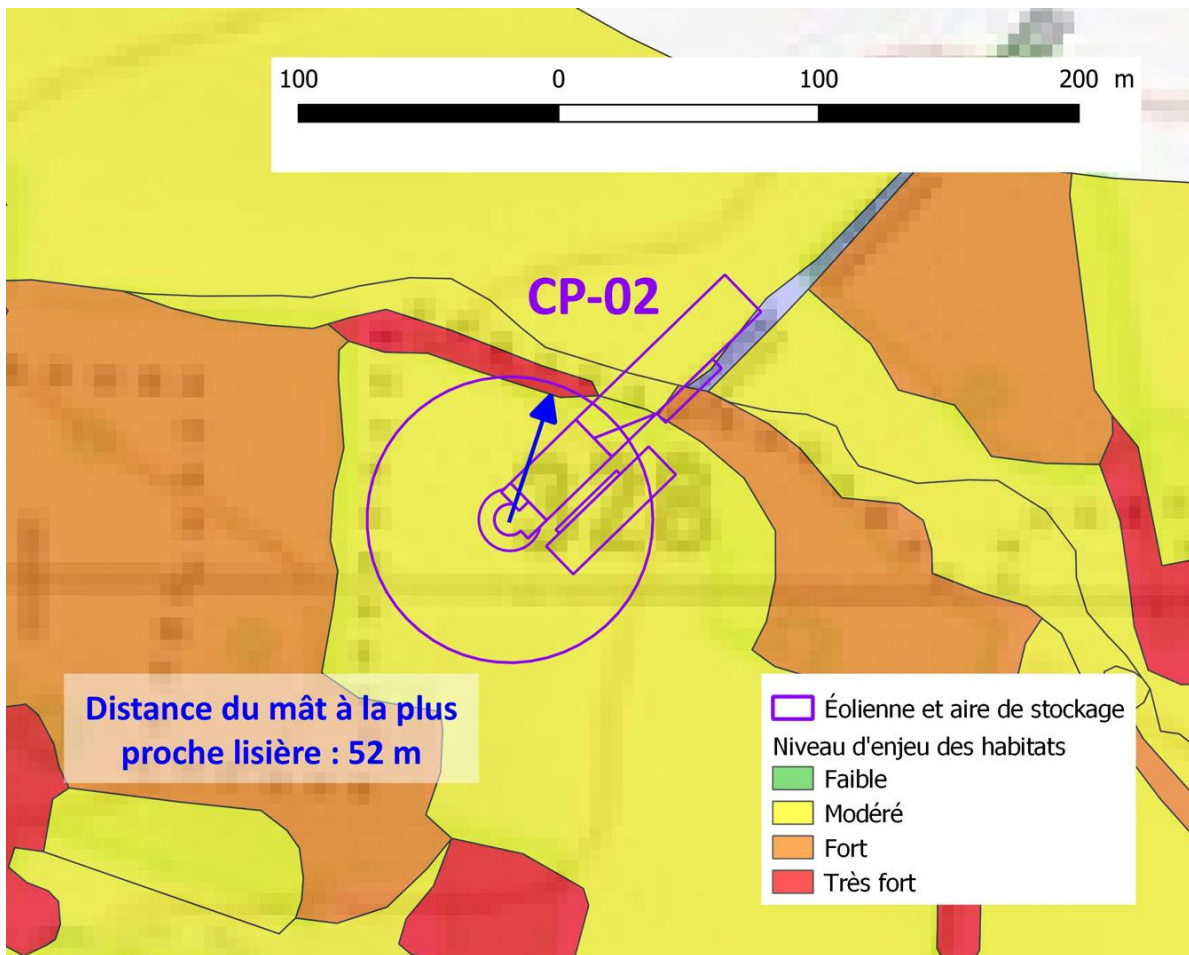 100 0 100 200 m
CP-02
Distance du mât à la plus
proche lisière : 52 m
Éolienne et aire de stockage
Niveau d'enjeu des habitats
Faible
Modéré
Fort
Très fort